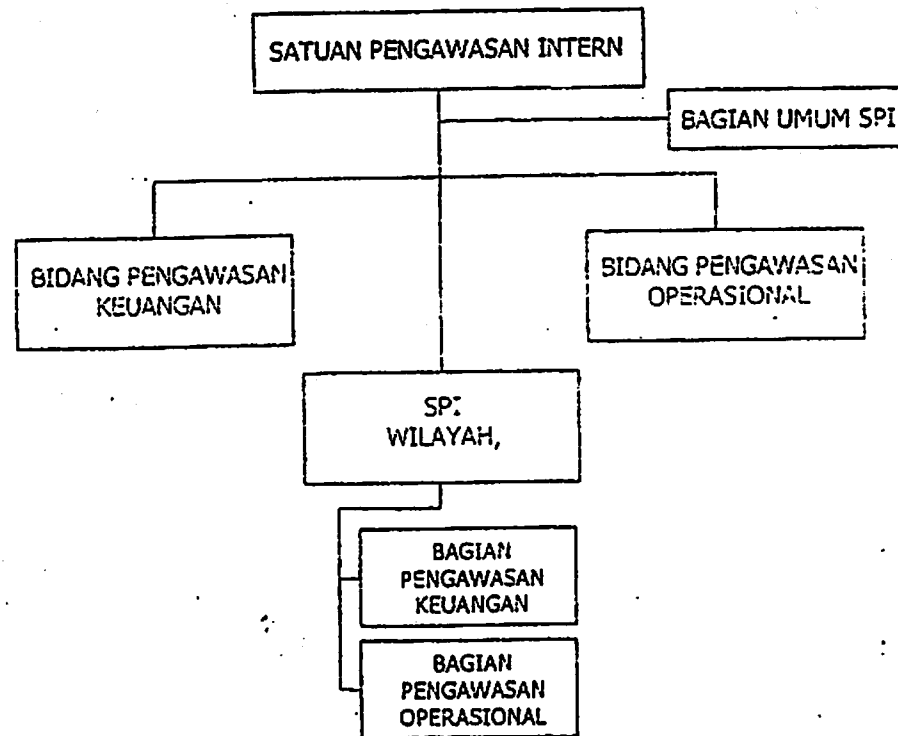 SATUAN PENGAWASAN INTERN
BAGIAN UMUM SPI
BIDANG PENGAWASAN
KEUANGAN
BIDANG PENGAWASAN
OPERASIONAL
SPI
WILAYAH,
BAGIAN
PENGAWASAN
KEUANGAN
BAGIAN
PENGAWASAN
OPERASIONAL